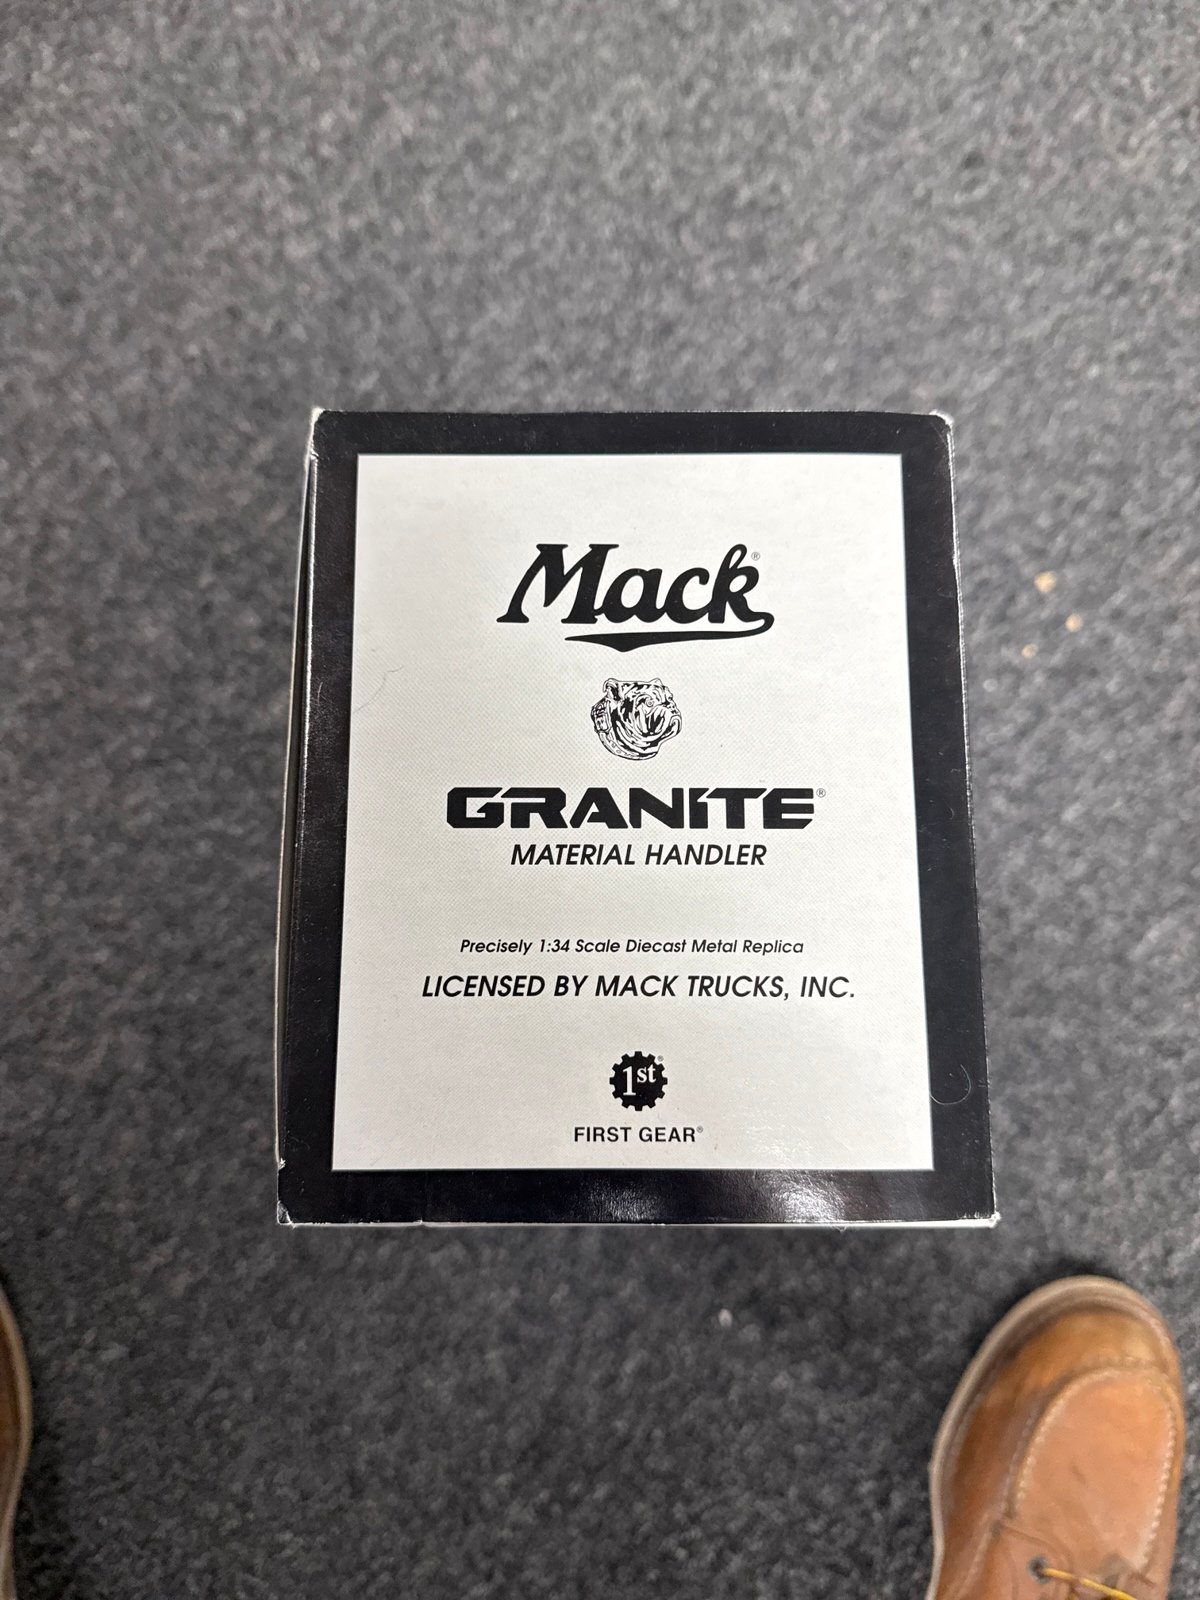 Mack®
GRANITE®
MATERIAL HANDLER
Precisely 1:34 Scale Diecast Metal Replica
LICENSED BY MACK TRUCKS, INC.
1st®
FIRST GEAR®